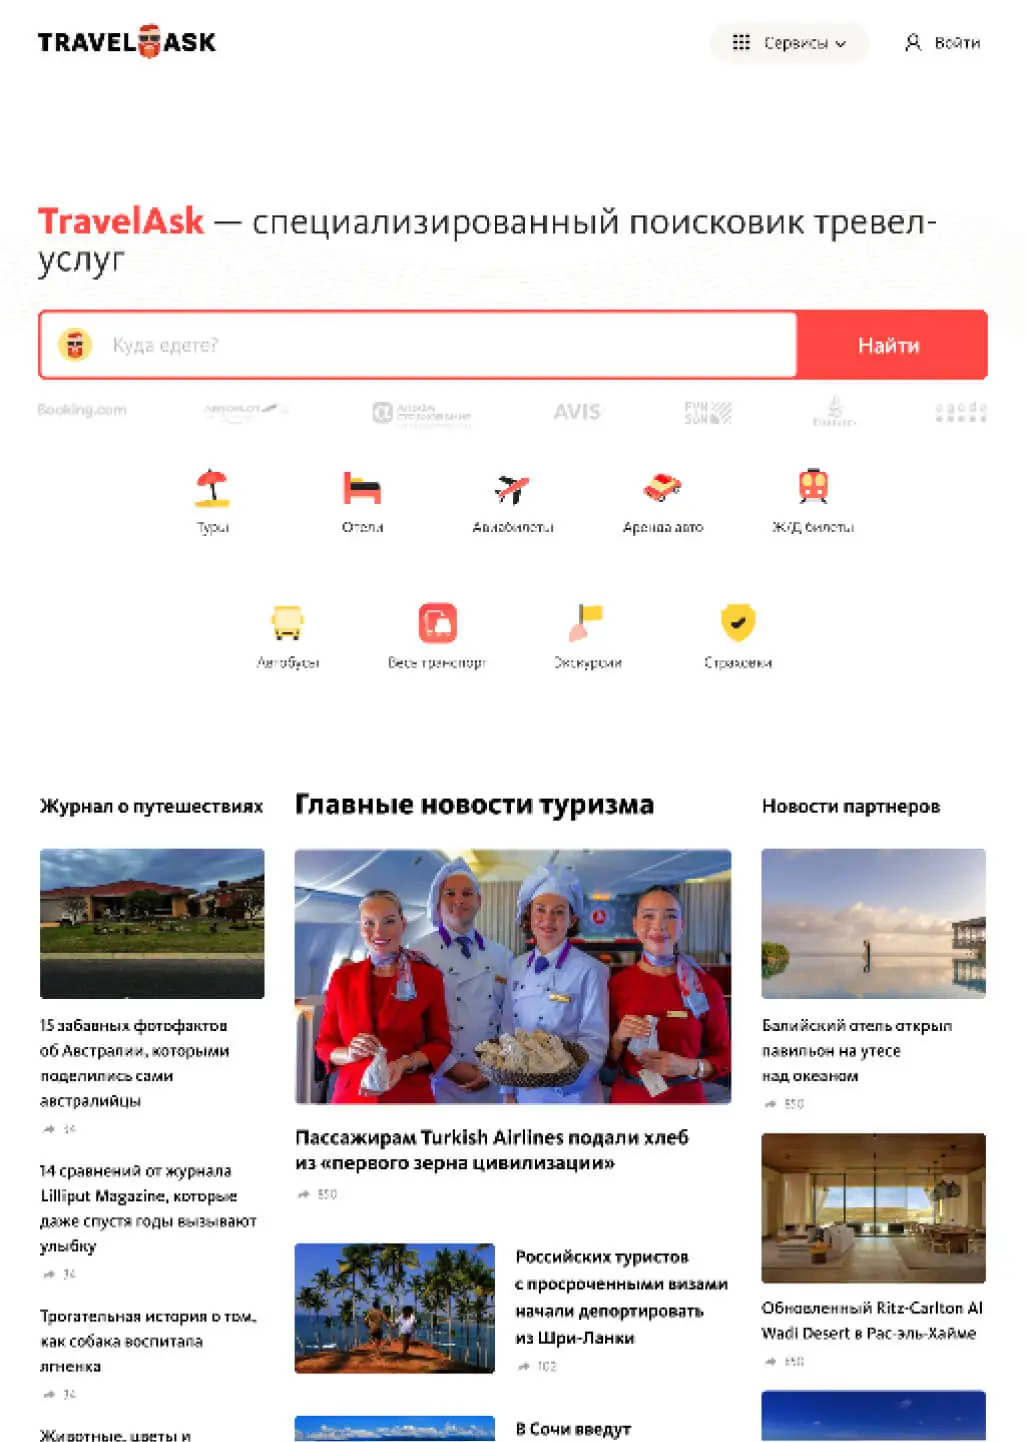 TRAVEL ASK
Сервисы
Войти
TravelAsk — специализированный поисковик тревел-
услуг
Куда едете?
Найти
Booking.com
AVIS
FUN
SUN
agoda
Туры
Отели
Авиабилеты
Аренда авто
Ж/Д билеты
Автобусы
Весь транспорт
Экскурсии
Страховки
Журнал о путешествиях
15 забавных фотофактов
об Австралии, которыми
поделились сами
австралийцы
34
14 сравнений от журнала
Lilliput Magazine, которые
даже спустя годы вызывают
улыбку
34
Трогательная история о том,
как собака воспитала
ягненка
34
Животные, цветы и
Главные новости туризма
Пассажирам Turkish Airlines подали хлеб
из «первого зерна цивилизации»
550
Российских туристов
с просроченными визами
начали депортировать
из Шри-Ланки
102
В Сочи введут
Новости партнеров
Балийский отель открыл
павильон на утесе
над океаном
550
Обновленный Ritz-Carlton Al
Wadi Desert в Рас-эль-Хайме
550